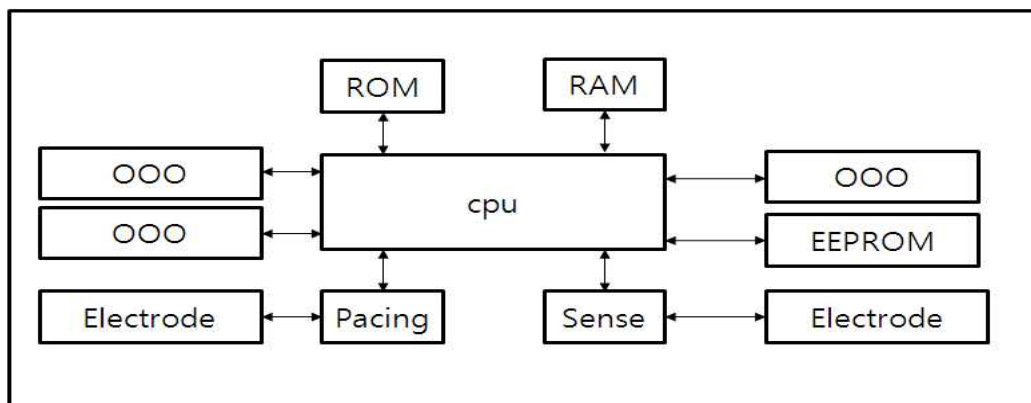 ROM
RAM
OOO
cpu
OOO
OOO
EEPROM
Electrode
Pacing
Sense
Electrode